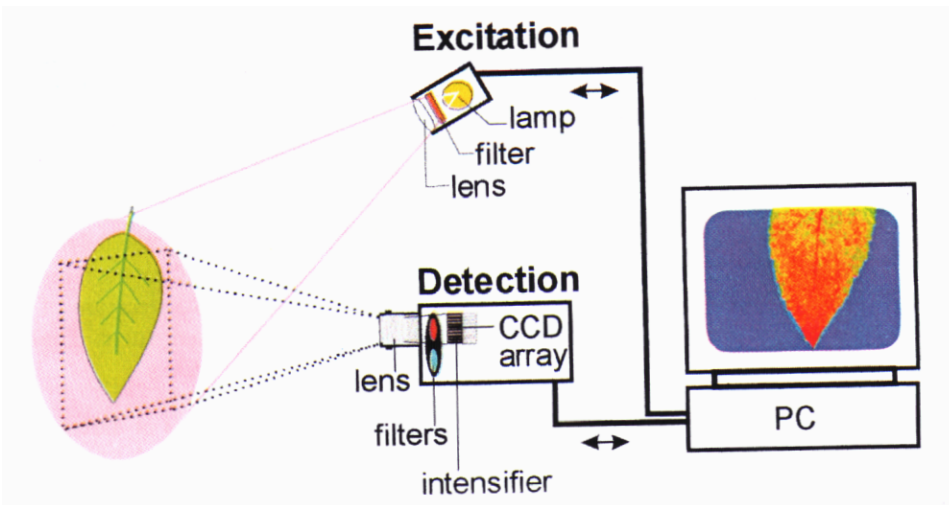 Excitation
lamp
filter
lens
Detection
CCD
array
lens
filters
intensifier
PC